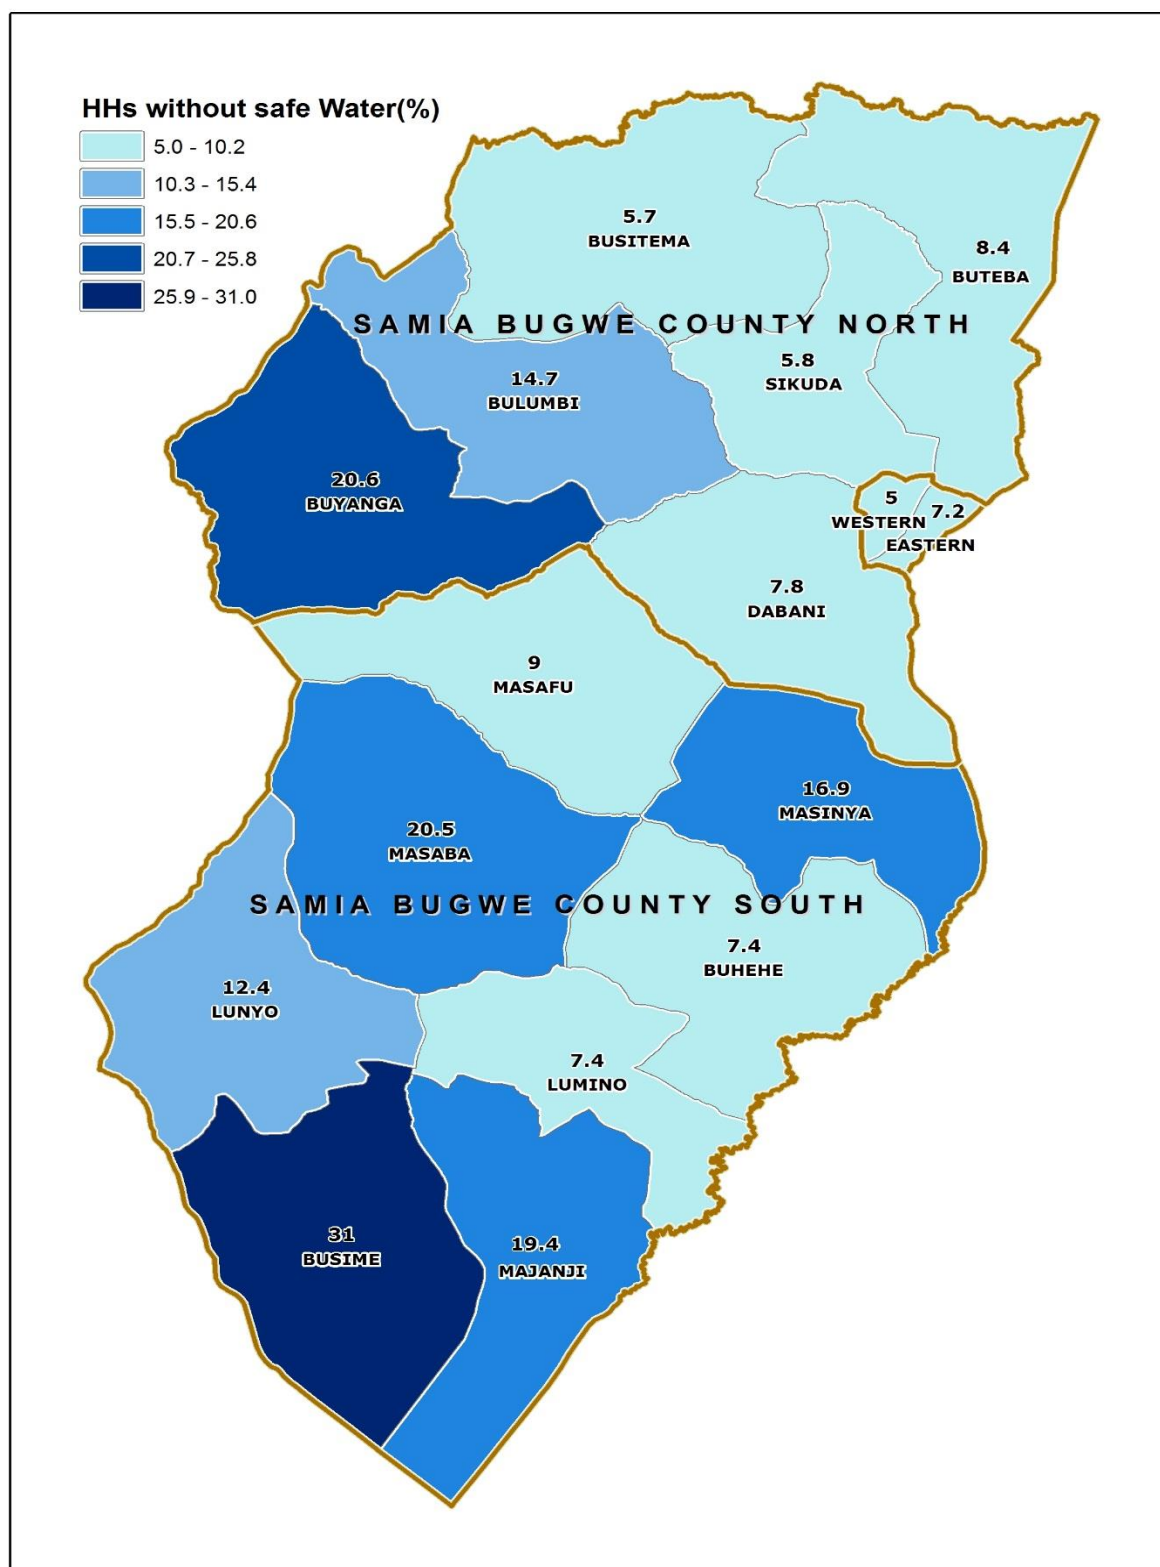 HHs without safe Water(%)
5.0 - 10.2
10.3 - 15.4
15.5 - 20.6
20.7 - 25.8
25.9 - 31.0
5.7
BUSITEMA
8.4
BUTEBA
SAMIA BUGWE COUNTY NORTH
5.8
SIKUDA
14.7
BULUMBI
20.6
BUYANGA
5
WESTERN
7.2
EASTERN
7.8
DABANI
9
MASAFU
16.9
MASINYA
20.5
MASABA
SAMIA BUGWE COUNTY SOUTH
7.4
BUHEHE
12.4
LUNYO
7.4
LUMINO
31
BUSIME
19.4
MAJANJI